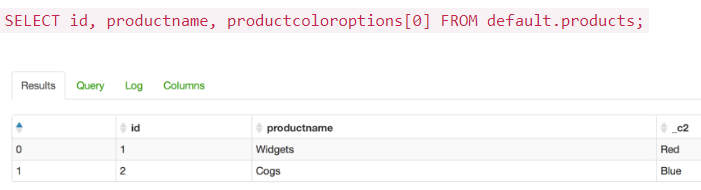 SELECT id, productname, productcoloroptions[0] FROM default.products;
Results Query Log Columns
id productname _c2
0 1 Widgets Red
1 2 Cogs Blue